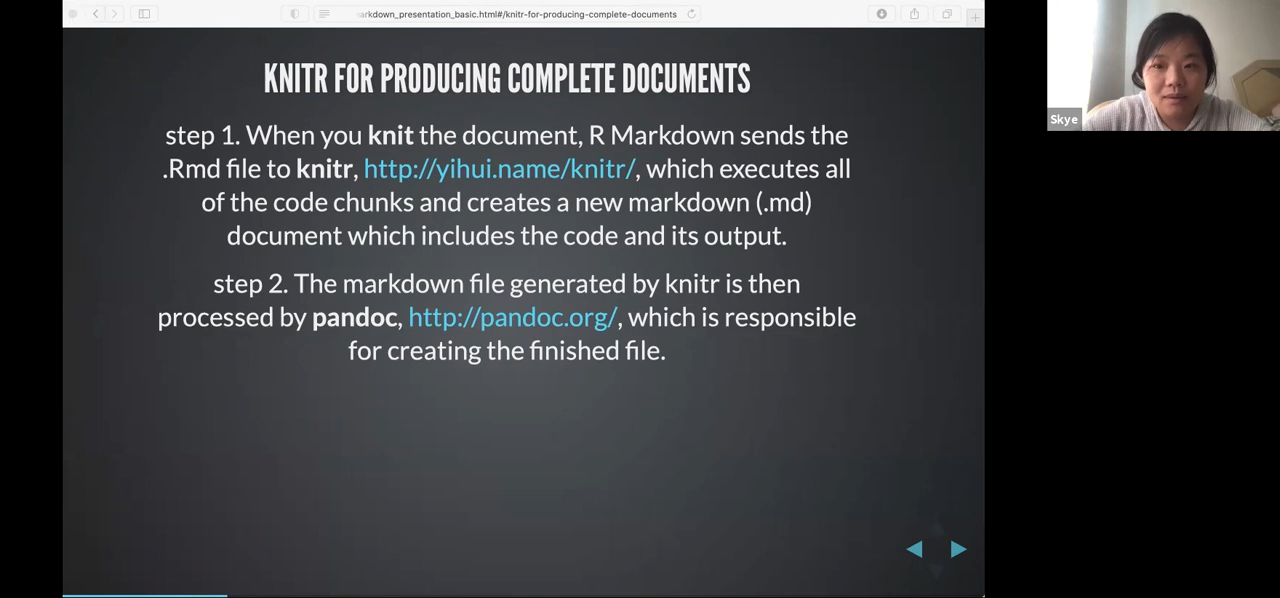 arkdown_presentation_basic.html#/knitr-for-producing-complete-documents
KNITR FOR PRODUCING COMPLETE DOCUMENTS
step 1. When you knit the document, R Markdown sends the
.Rmd file to knitr, http://yihui.name/knitr/, which executes all
of the code chunks and creates a new markdown (.md)
document which includes the code and its output.
step 2. The markdown file generated by knitr is then
processed by pandoc, http://pandoc.org/, which is responsible
for creating the finished file.
Skye